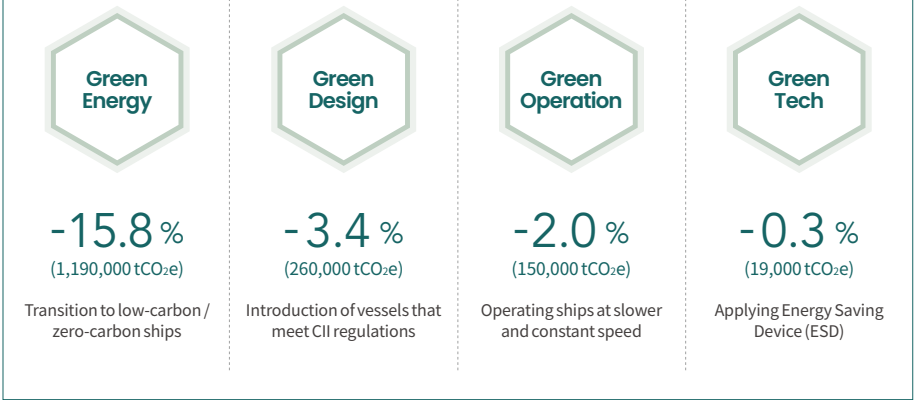 Green
Energy
-15.8 %
(1,190,000 tCO₂e)
Transition to low-carbon /
zero-carbon ships
Green
Design
-3.4 %
(260,000 tCO₂e)
Introduction of vessels that
meet CII regulations
Green
Operation
-2.0 %
(150,000 tCO₂e)
Operating ships at slower
and constant speed
Green
Tech
-0.3 %
(19,000 tCO₂e)
Applying Energy Saving
Device (ESD)